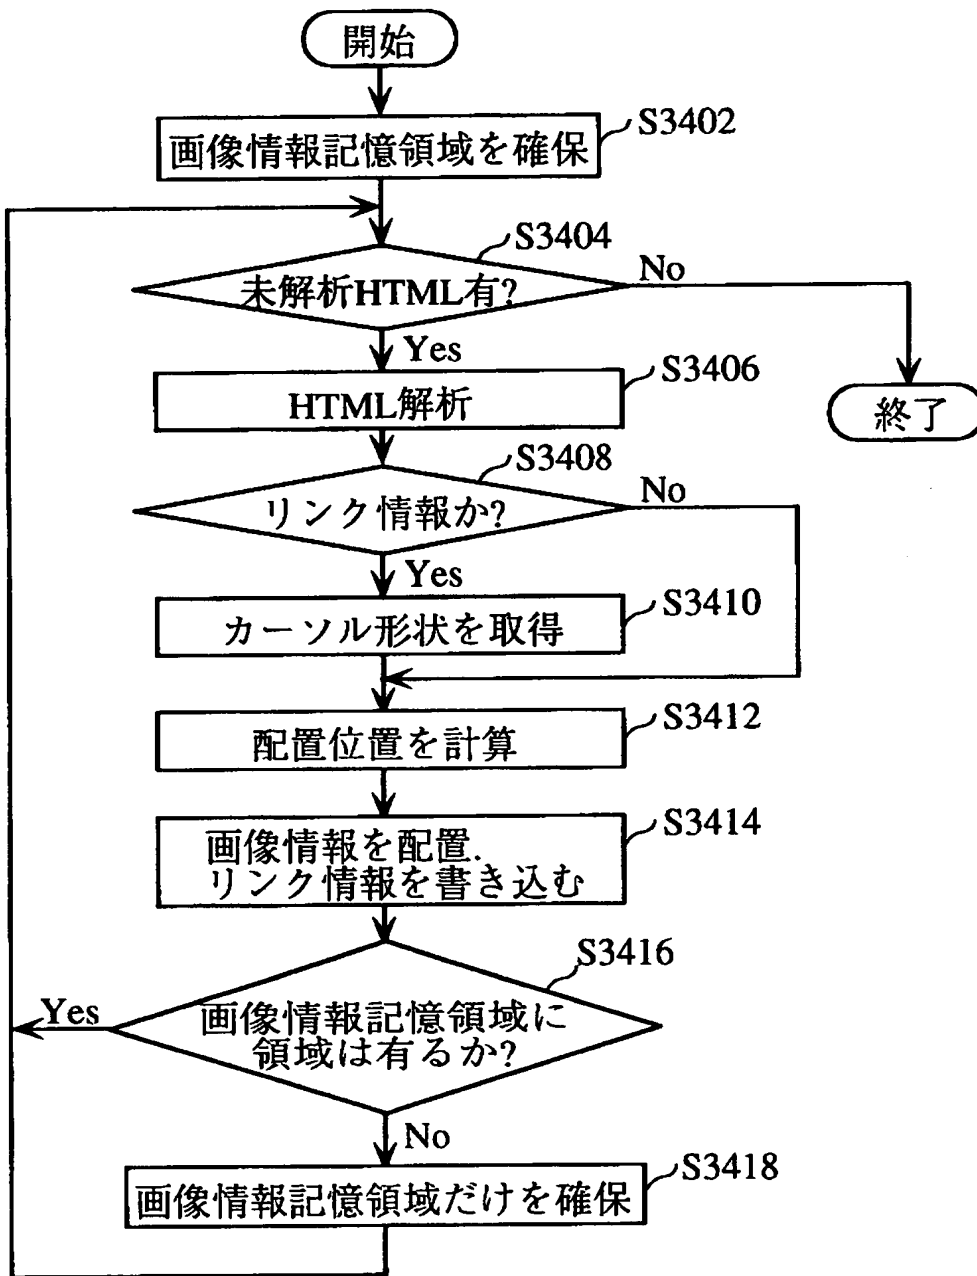 開始
S3402
画像情報記憶領域を確保
S3404
未解析HTML有?
No
Yes
S3406
HTML解析
終了
S3408
リンク情報か?
No
Yes
S3410
カーソル形状を取得
S3412
配置位置を計算
S3414
画像情報を配置.
リンク情報を書き込む
S3416
Yes
画像情報記憶領域に
領域は有るか?
No
S3418
画像情報記憶領域だけを確保